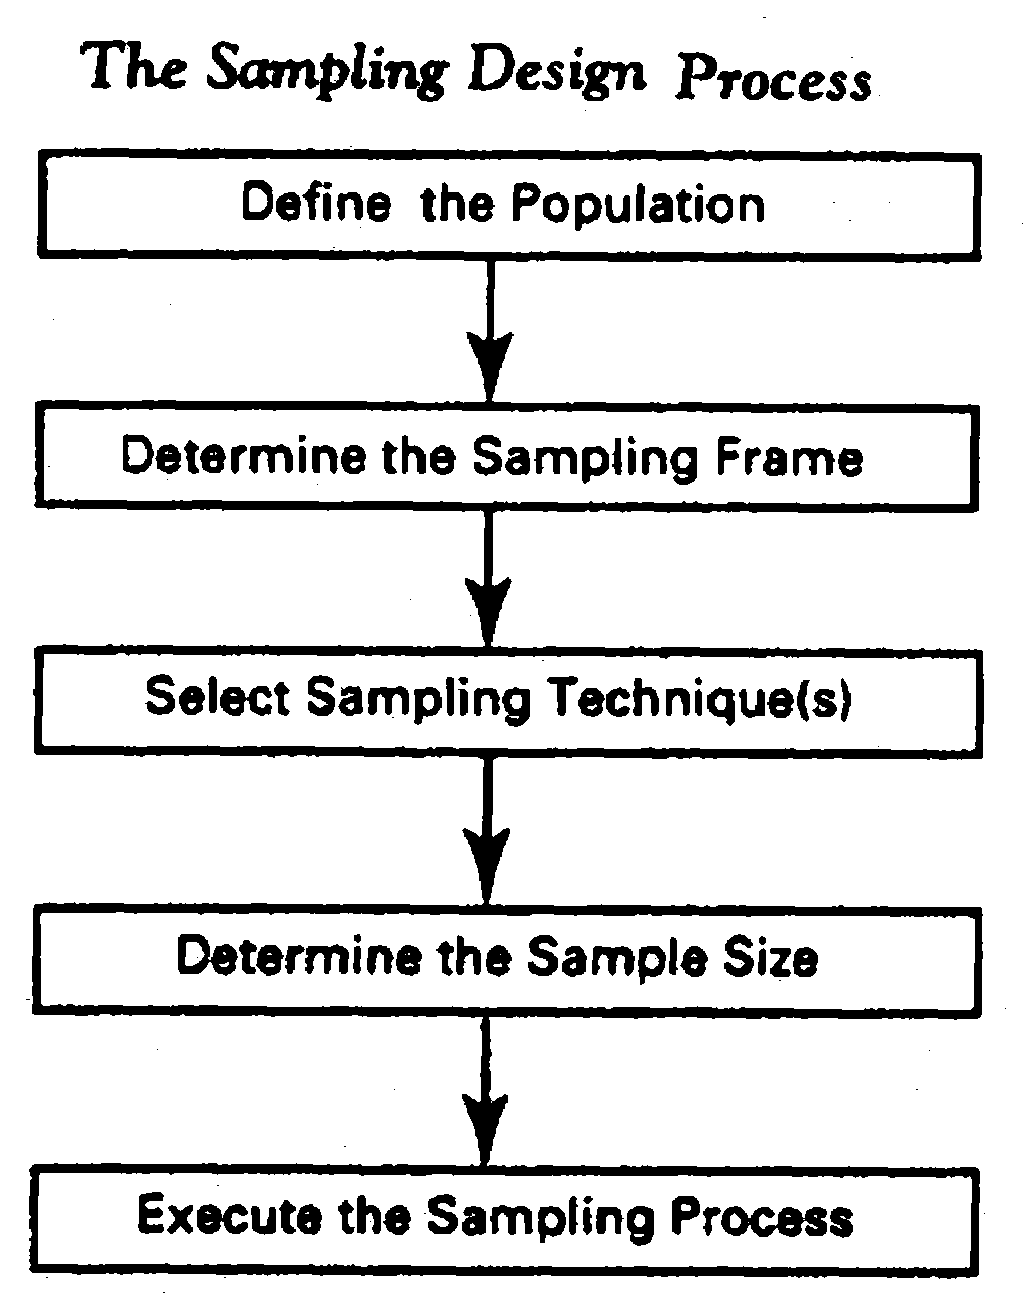 The Sampling Design Process
Define the Population
Determine the Sampling Frame
Select Sampling Technique(s)
Determine the Sample Size
Execute the Sampling Process